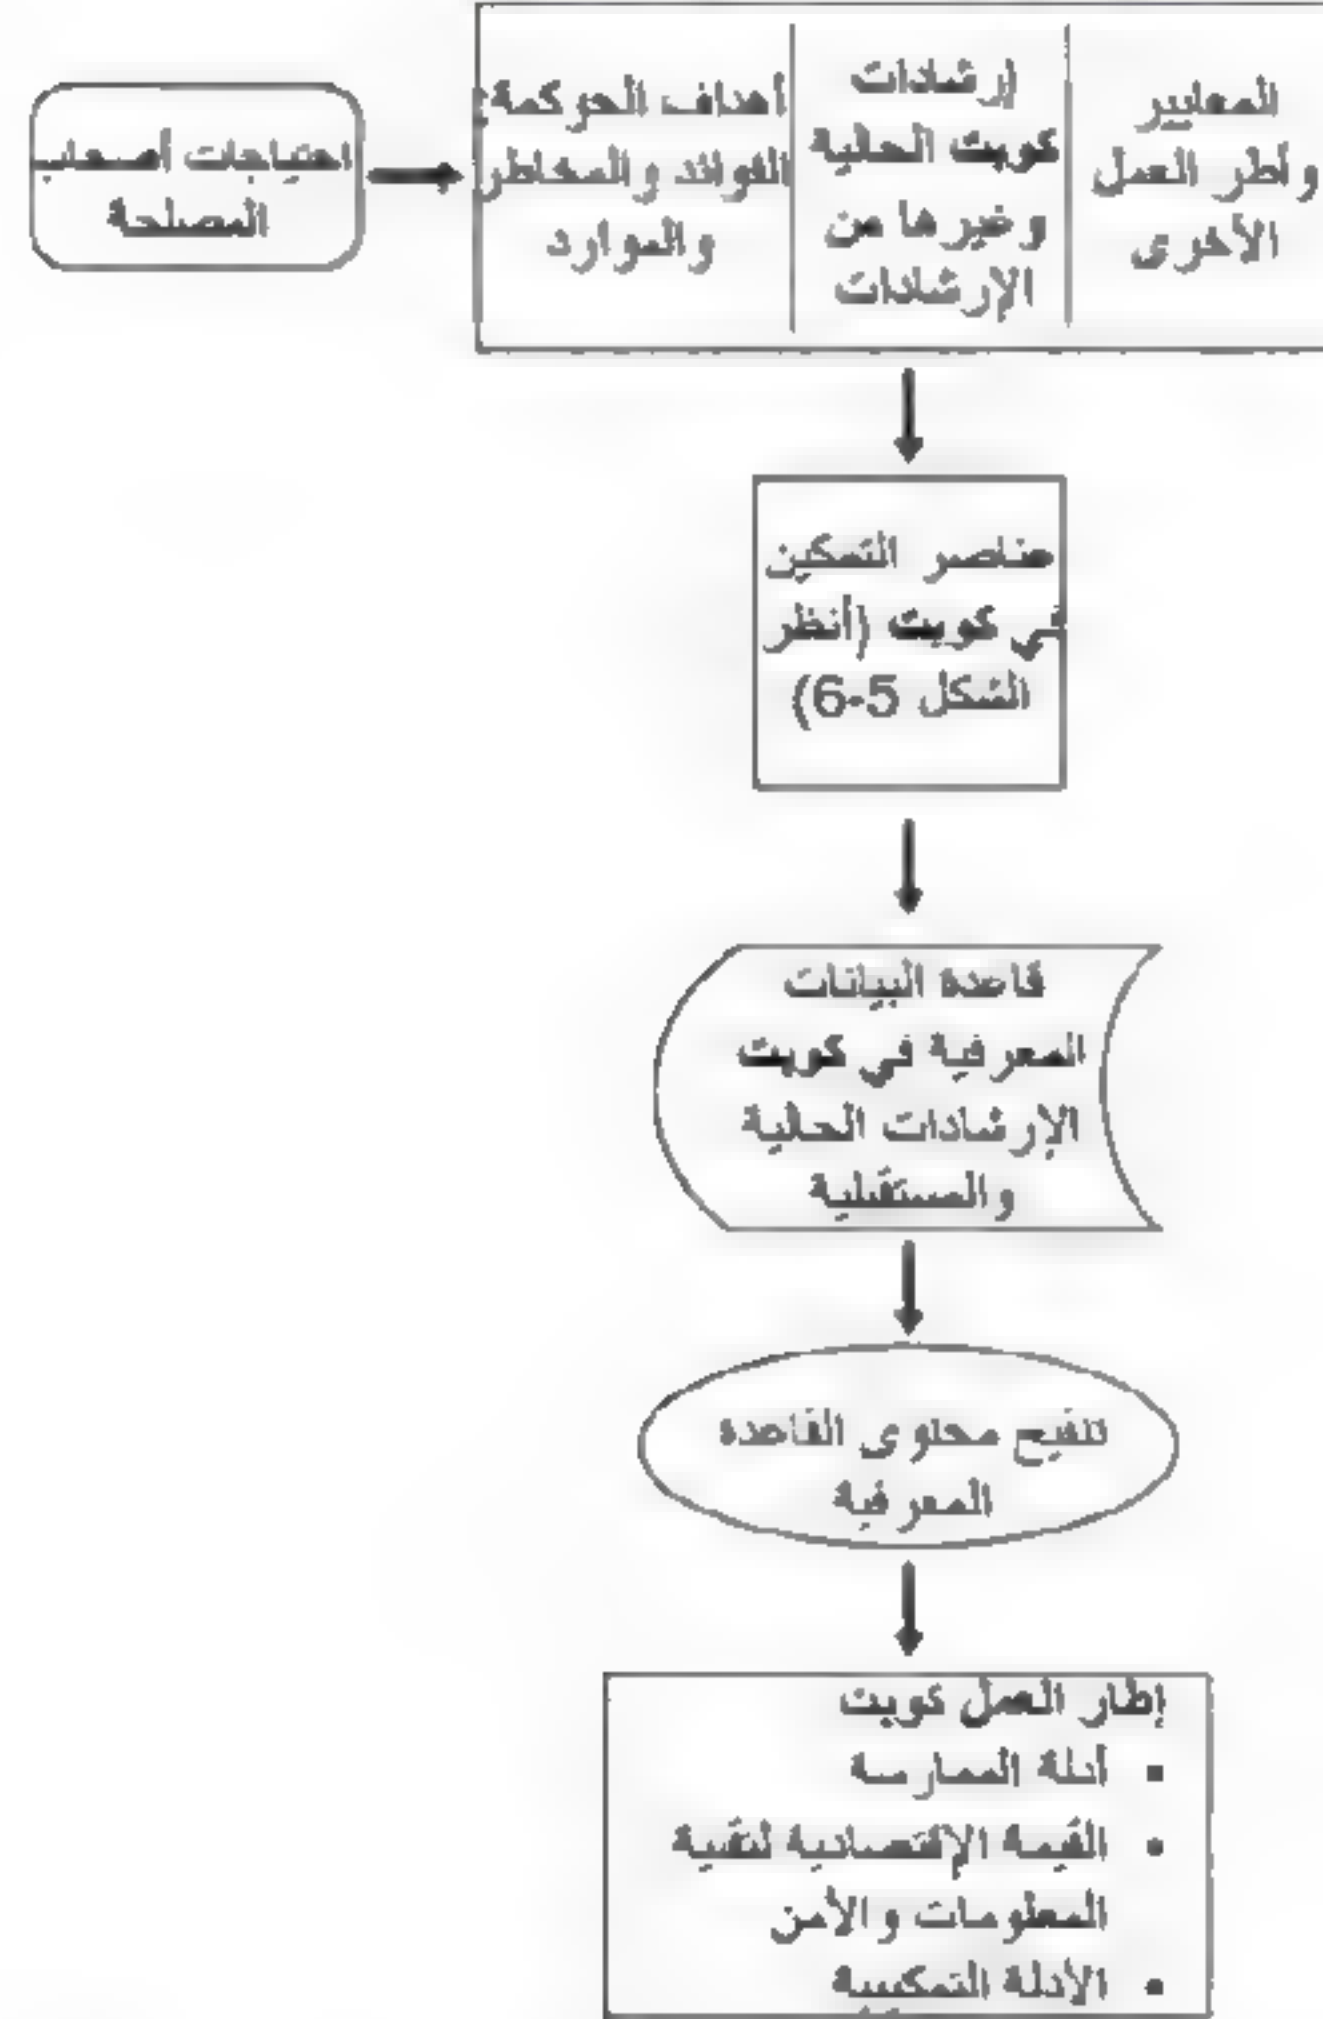 احتياجات أصحاب
المصلحة
أهداف الحوكمة:
الفوائد والمخاطر
والموارد
إرشادات
كوبت الحالية
وغيرها من
الإرشادات
المعايير
وأطر العمل
الأخرى
عناصر التمكين
في كوبت (أنظر
الشكل 5-6)
قاعدة البيانات
المعرفية في كوبت
الإرشادات الحالية
والمستقبلية
تنقيح محتوى القاعدة
المعرفية
إطار العمل كوبت
▪ أدلة الممارسة
• القيمة الإقتصادية لتقنية
المعلومات والأمن
• الأدلة التمكينية